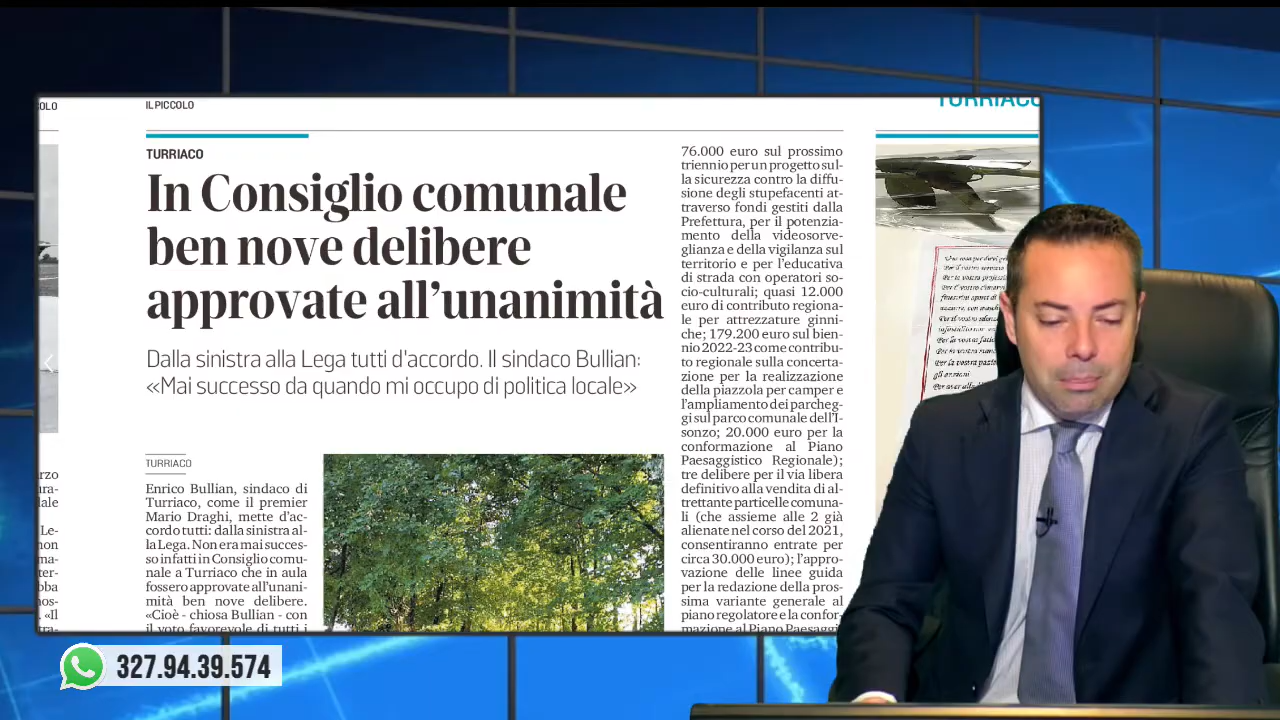 OLO
IL PICCOLO
TURRIACO
TURRIACO
In Consiglio comunale
ben nove delibere
approvate all'unanimità
Dalla sinistra alla Lega tutti d'accordo. Il sindaco Bullian:
«Mai successo da quando mi occupo di politica locale»
TURRIACO
Enrico Bullian, sindaco di
Turriaco, come il premier
Mario Draghi, mette d'ac-
cordo tutti: dalla sinistra al-
la Lega. Non era mai succes-
so infatti in Consiglio comu-
nale a Turriaco che in aula
fossero approvate all'unani-
mità ben nove delibere.
«Cioè - chiosa Bullian - con
il voto favorevole di tutti i
76.000 euro sul prossimo
triennio per un progetto sul-
la sicurezza contro la diffu-
sione degli stupefacenti at-
traverso fondi gestiti dalla
Prefettura, per il potenzia-
mento della videosorve-
glianza e della vigilanza sul
territorio e per l'educativa
di strada con operatori so-
cio-culturali; quasi 12.000
euro di contributo regiona-
le per attrezzature ginni-
che; 179.200 euro sul bien-
nio 2022-23 come contribu-
to regionale sulla concerta-
zione per la realizzazione
della piazzola per camper e
l'ampliamento dei parcheg-
gi sul parco comunale dell'I-
sonzo; 20.000 euro per la
conformazione al Piano
Paesaggistico Regionale);
tre delibere per il via libera
definitivo alla vendita di al-
trettante particelle comuna-
li (che assieme alle 2 già
alienate nel corso del 2021,
consentiranno entrate per
circa 30.000 euro); l'appro-
vazione delle linee guida
per la redazione della pros-
sima variante generale al
piano regolatore e la confor-
mazione al Piano Paesaggi
327.94.39.574